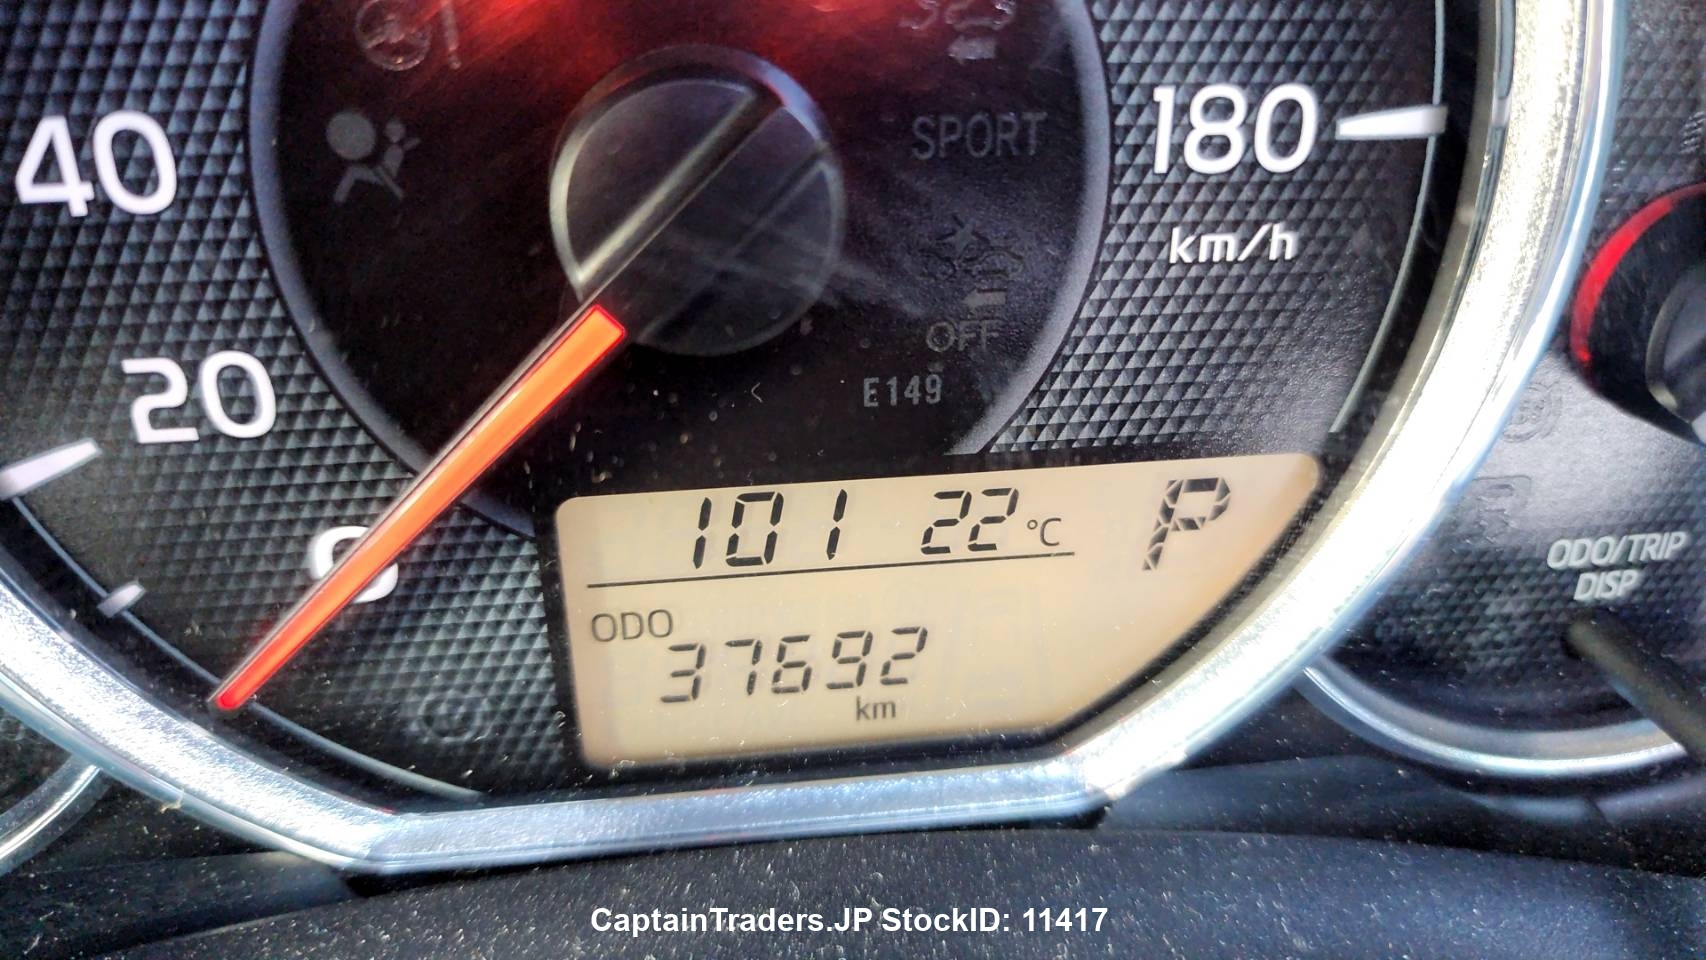 40
SPORT
180
km/h
OFF
20
E149
0
101 22 °C P
ODO
37692
km
ODO/TRIP
DISP
CaptainTraders.JP StockID: 11417